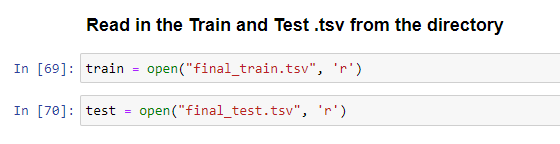 Read in the Train and Test .tsv from the directory
In [69]: train = open("final_train.tsv", 'r')
In [70]: test = open("final_test.tsv", 'r')